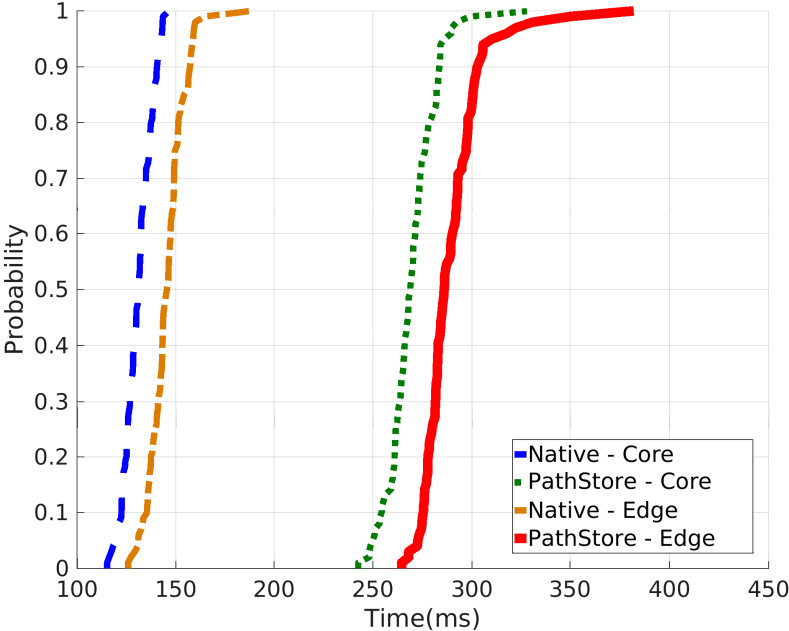 Probability
1
0.9
0.8
0.7
0.6
0.5
0.4
0.3
0.2
0.1
0
100 150 200 250 300 350 400 450
Time(ms)
Native - Core
PathStore - Core
Native - Edge
PathStore - Edge